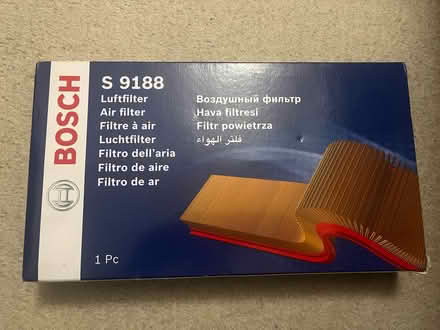 BOSCH
S 9188
Luftfilter
Air filter
Filtre à air
Luchtfilter
Filtro dell'aria
Filtro de aire
Filtro de ar
Воздушный фильтр
Hava filtresi
Filtr powietrza
فلتر الهواء
1 Pc